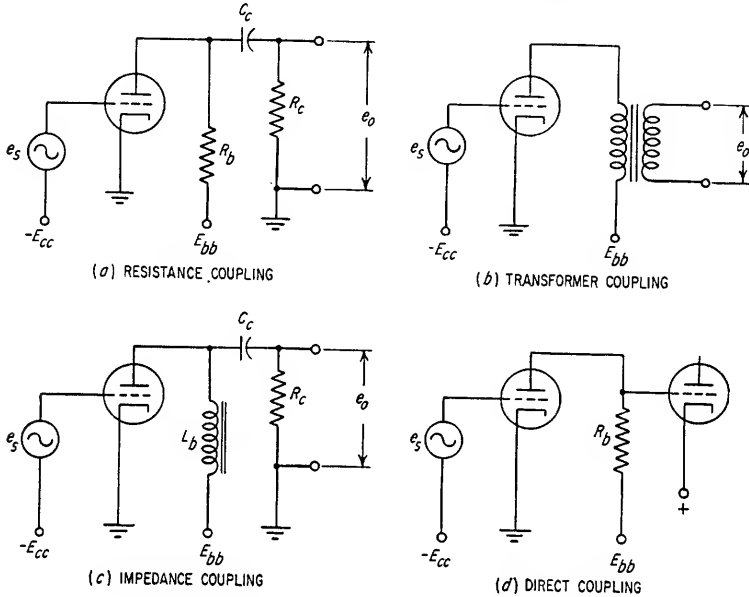 C_c
e_s
R_b
R_c
e_o
-E_cc
E_bb
(a) RESISTANCE COUPLING
e_s
e_o
-E_cc
E_bb
(b) TRANSFORMER COUPLING
C_c
e_s
L_b
R_c
e_o
-E_cc
E_bb
(c) IMPEDANCE COUPLING
e_s
R_b
+
-E_cc
E_bb
(d) DIRECT COUPLING